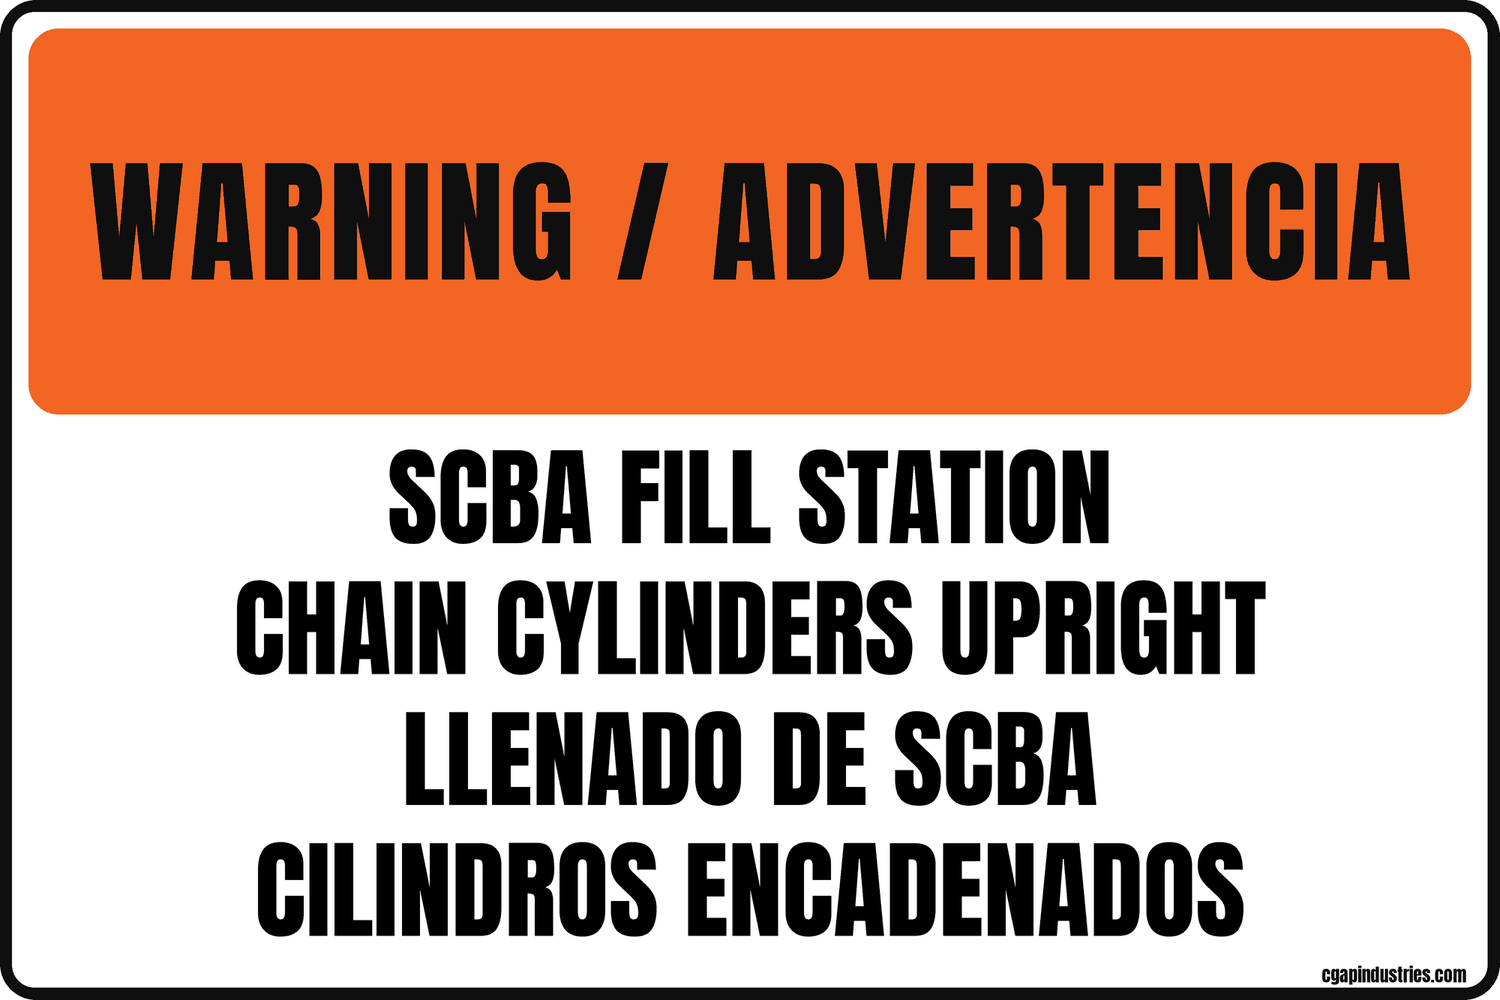 WARNING / ADVERTENCIA
SCBA FILL STATION
CHAIN CYLINDERS UPRIGHT
LLENADO DE SCBA
CILINDROS ENCADENADOS
cgapindustries.com